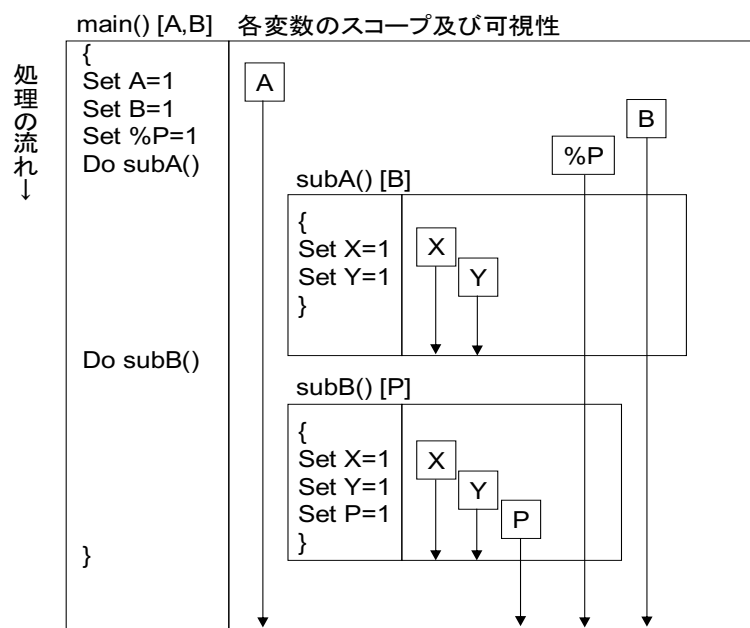 main() [A,B] 各変数のスコープ及び可視性
処理の流れ↓
{
Set A=1
Set B=1
Set %P=1
Do subA()
A
B
%P
subA() [B]
{
Set X=1
Set Y=1
}
X
Y
Do subB()
subB() [P]
{
Set X=1
Set Y=1
Set P=1
}
X
Y
P
}